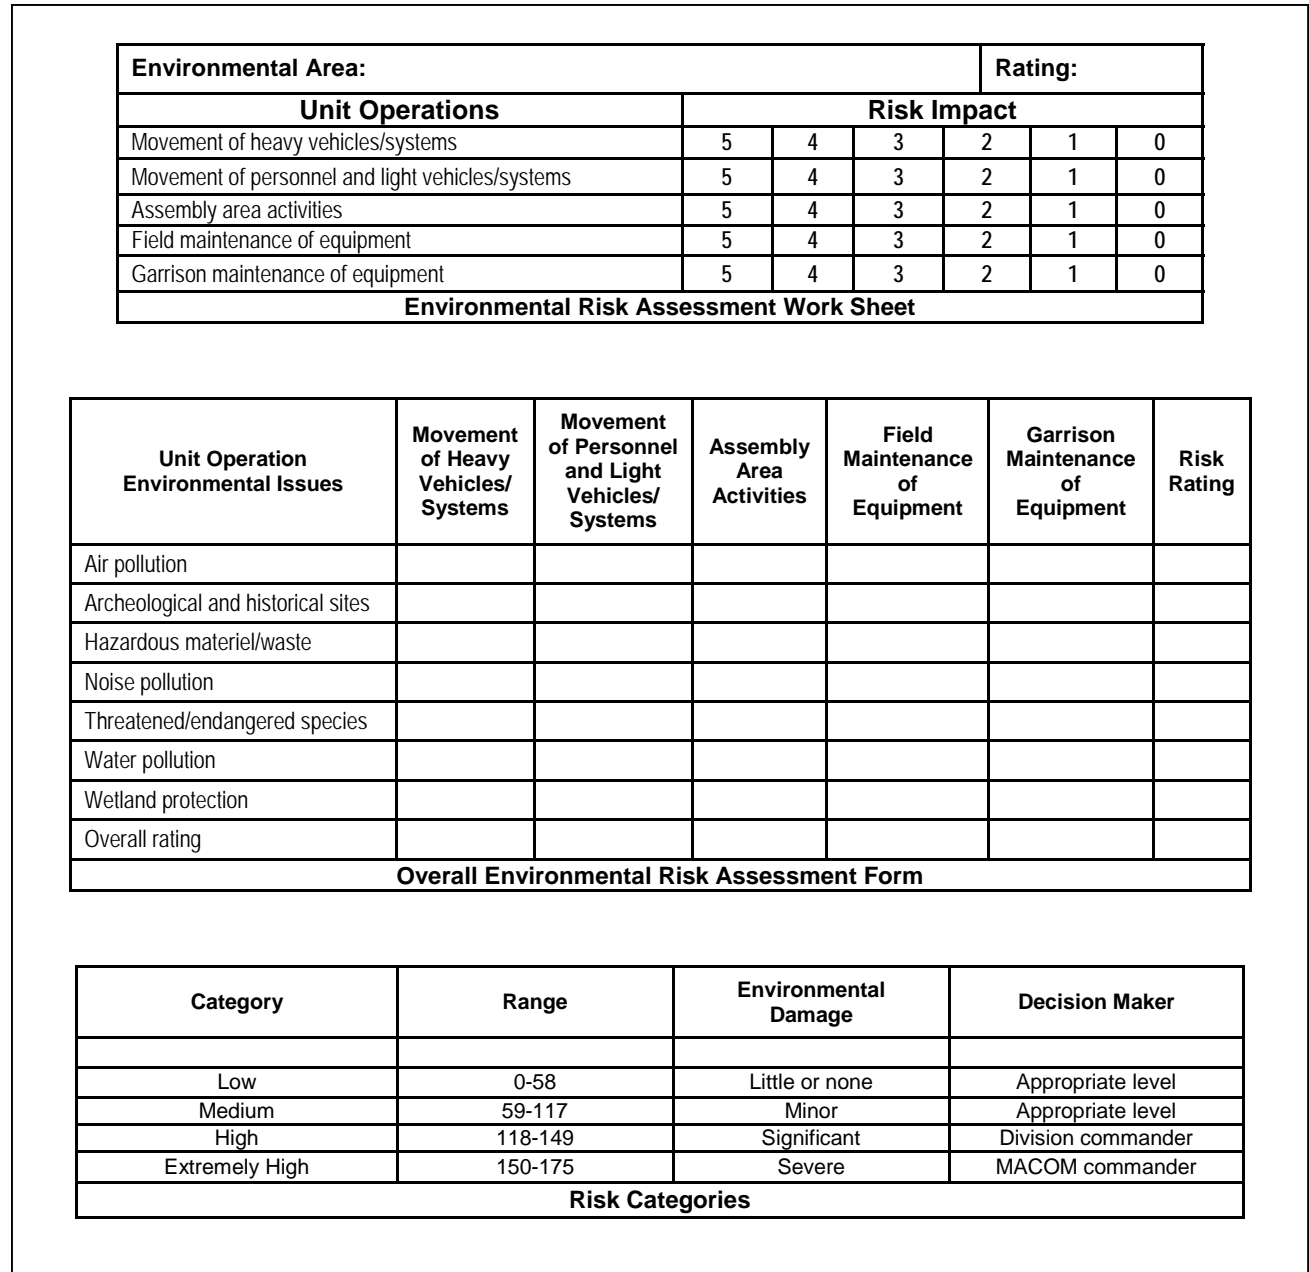 Environmental Area: Rating:
Unit Operations Risk Impact
Movement of heavy vehicles/systems 5 4 3 2 1 0
Movement of personnel and light vehicles/systems 5 4 3 2 1 0
Assembly area activities 5 4 3 2 1 0
Field maintenance of equipment 5 4 3 2 1 0
Garrison maintenance of equipment 5 4 3 2 1 0
Environmental Risk Assessment Work Sheet
Unit Operation
Environmental Issues
Movement
of Heavy
Vehicles/
Systems
Movement
of Personnel
and Light
Vehicles/
Systems
Assembly
Area
Activities
Field
Maintenance
of
Equipment
Garrison
Maintenance
of
Equipment
Risk
Rating
Air pollution
Archeological and historical sites
Hazardous materiel/waste
Noise pollution
Threatened/endangered species
Water pollution
Wetland protection
Overall rating
Overall Environmental Risk Assessment Form
Category Range Environmental
Damage Decision Maker
Low 0-58 Little or none Appropriate level
Medium 59-117 Minor Appropriate level
High 118-149 Significant Division commander
Extremely High 150-175 Severe MACOM commander
Risk Categories